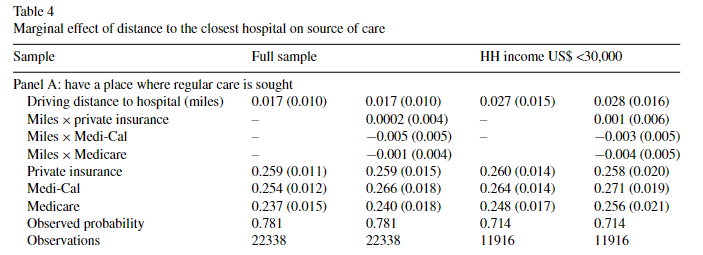 Table 4
Marginal effect of distance to the closest hospital on source of care
Sample Full sample HH income US$ <30,000
Panel A: have a place where regular care is sought
Driving distance to hospital (miles) 0.017 (0.010) 0.017 (0.010) 0.027 (0.015) 0.028 (0.016)
Miles × private insurance – 0.0002 (0.004) – 0.001 (0.006)
Miles × Medi-Cal – −0.005 (0.005) – −0.003 (0.005)
Miles × Medicare – −0.001 (0.004) −0.004 (0.005)
Private insurance 0.259 (0.011) 0.259 (0.015) 0.260 (0.014) 0.258 (0.020)
Medi-Cal 0.254 (0.012) 0.266 (0.018) 0.264 (0.014) 0.271 (0.019)
Medicare 0.237 (0.015) 0.240 (0.018) 0.248 (0.017) 0.256 (0.021)
Observed probability 0.781 0.781 0.714 0.714
Observations 22338 22338 11916 11916